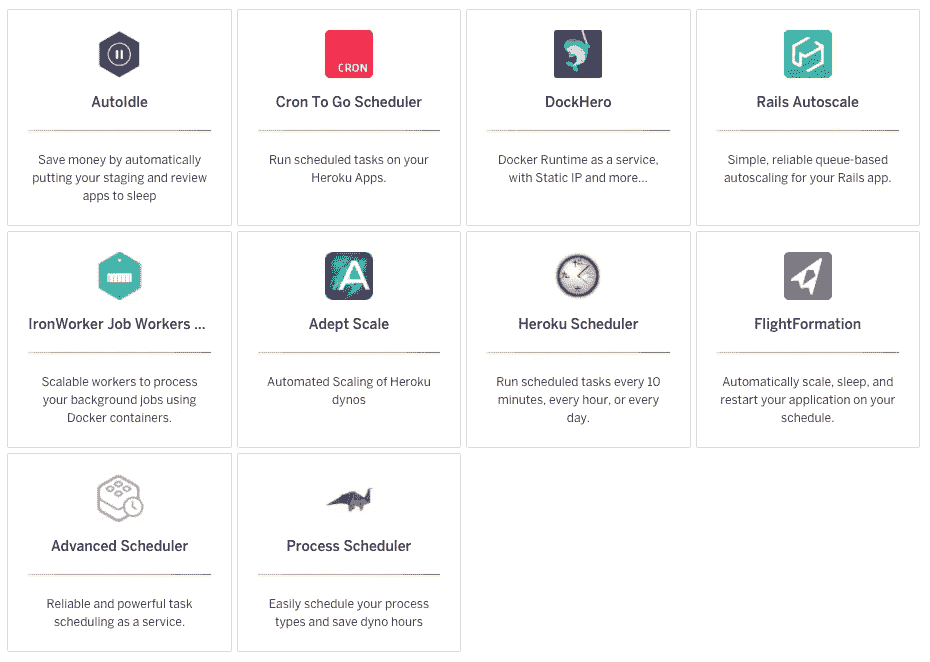 AutoIdle
Save money by automatically
putting your staging and review
apps to sleep
CRON
Cron To Go Scheduler
Run scheduled tasks on your
Heroku Apps.
DockHero
Docker Runtime as a service,
with Static IP and more...
Rails Autoscale
Simple, reliable queue-based
autoscaling for your Rails app.
IronWorker Job Workers ...
Scalable workers to process
your background jobs using
Docker containers.
A
Adept Scale
Automated Scaling of Heroku
dynos
Heroku Scheduler
Run scheduled tasks every 10
minutes, every hour, or every
day.
FlightFormation
Automatically scale, sleep, and
restart your application on your
schedule.
Advanced Scheduler
Reliable and powerful task
scheduling as a service.
Process Scheduler
Easily schedule your process
types and save dyno hours